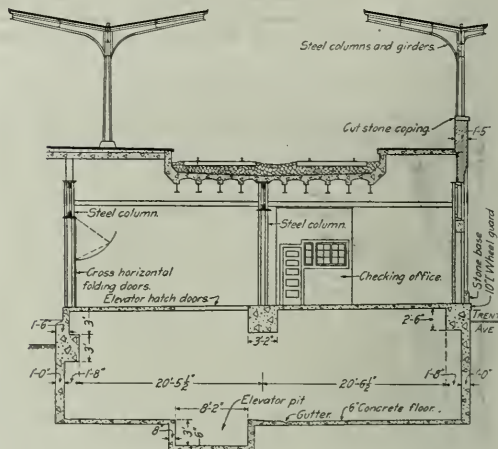 Steel columns and girders.
Cut stone coping.
1'-5"
Steel column.
Steel column.
Cross horizontal
folding doors.
Checking office.
Elevator hatch doors.
Stone base
10"I Wheel guard
TRENT
AVE
1'-6"
3'
3'
3'-2"
2'-6"
1'-0"
1'-8"
20'-5½"
20'-6½"
1'-8"
1'-0"
8'-2"
Elevator pit
Gutter.
6" Concrete floor.
8"
3'
6"